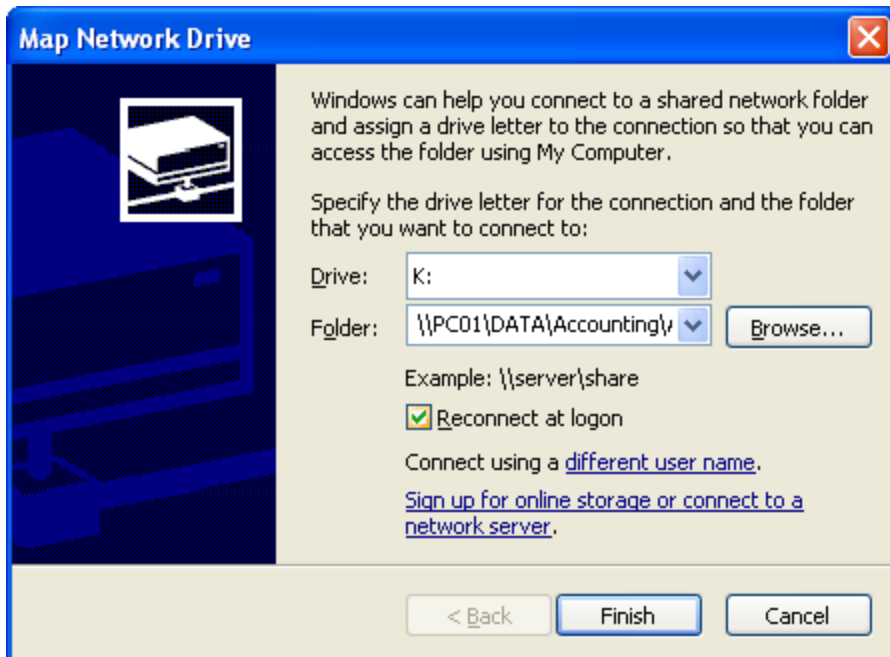 Map Network Drive
Windows can help you connect to a shared network folder
and assign a drive letter to the connection so that you can
access the folder using My Computer.
Specify the drive letter for the connection and the folder
that you want to connect to:
Drive: K:
Folder: \\PC01\DATA\Accounting\ Browse...
Example: \\server\share
Reconnect at logon
Connect using a different user name.
Sign up for online storage or connect to a
network server.
< Back Finish Cancel